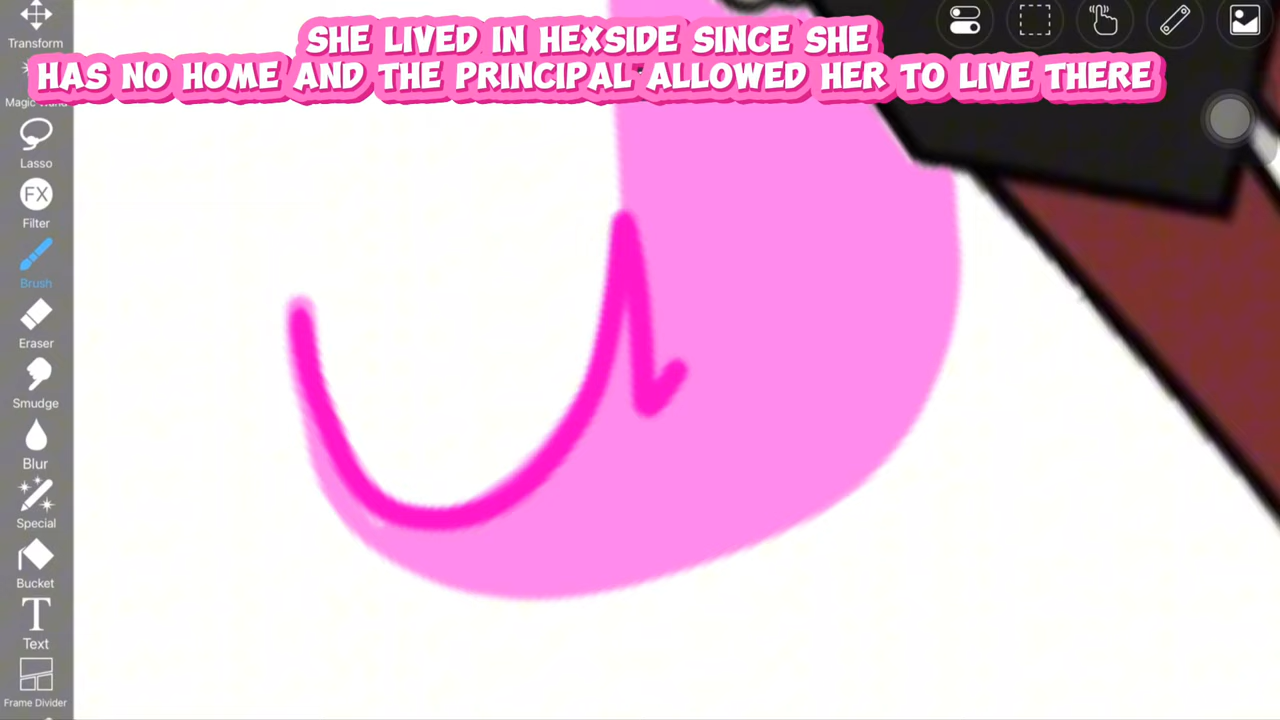 SHE LIVED IN HEXSIDE SINCE SHE
HAS NO HOME AND THE PRINCIPAL ALLOWED HER TO LIVE THERE
Transform
Lasso
FX
Filter
Brush
Eraser
Smudge
Blur
Special
Bucket
T
Text
Frame Divider